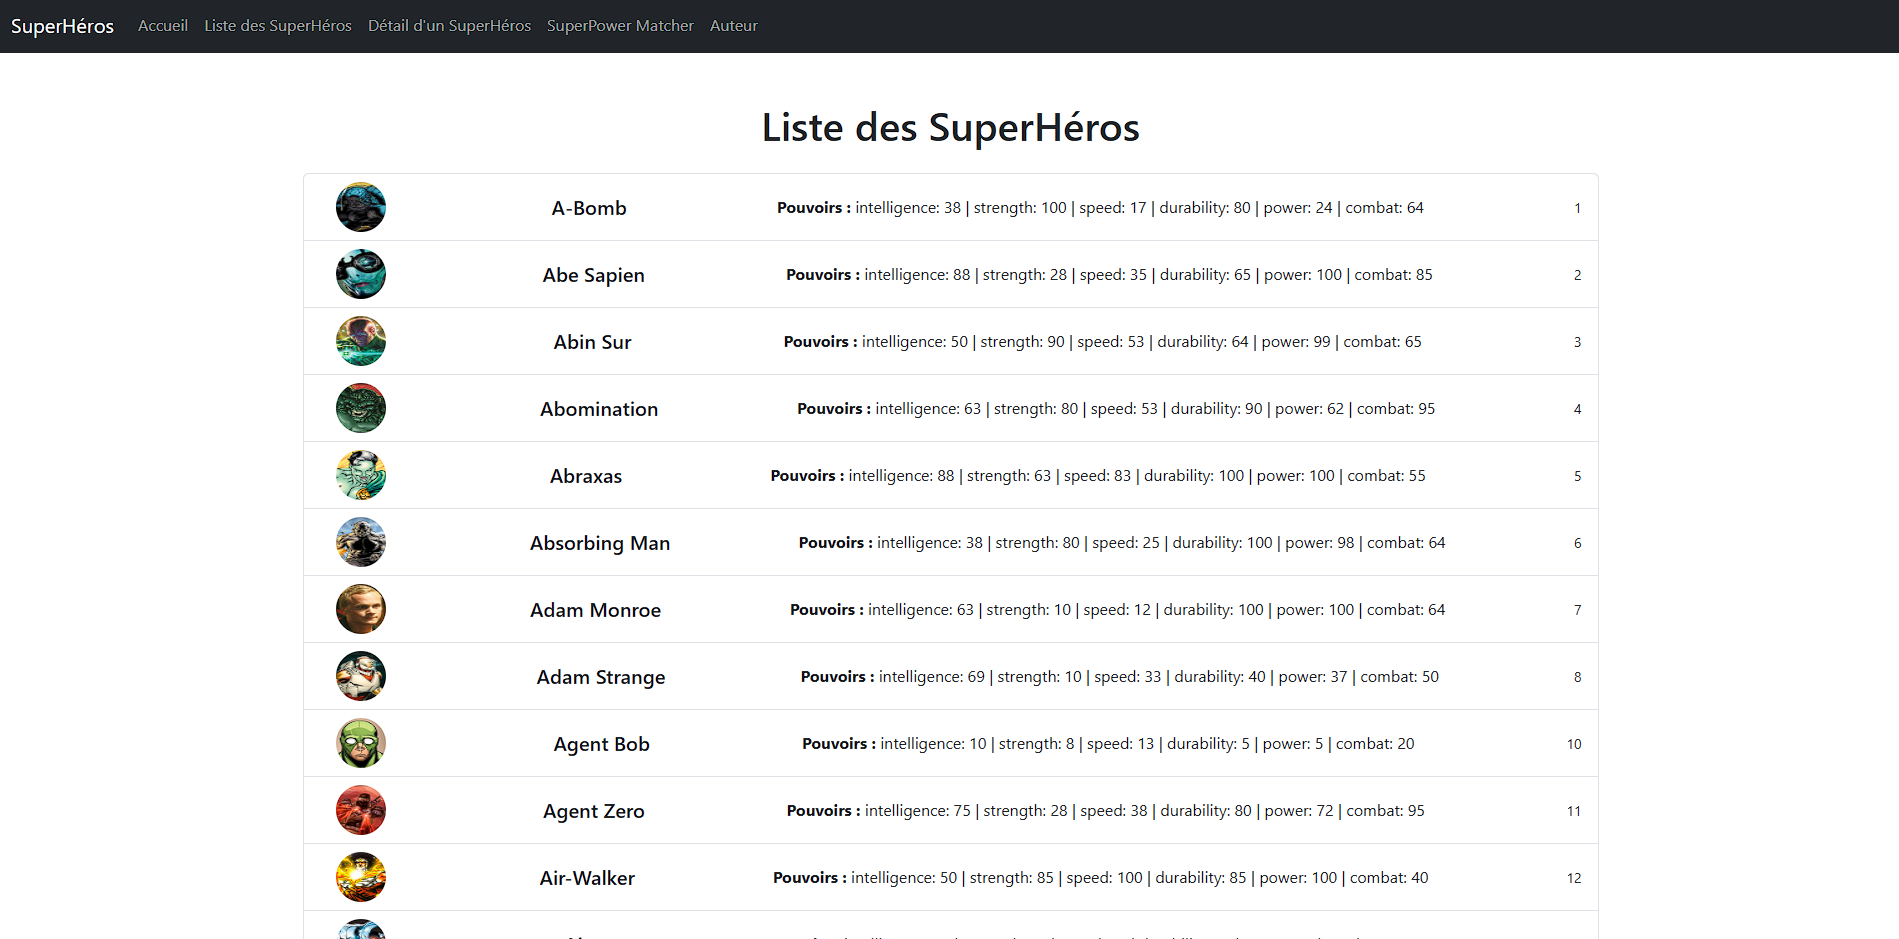 SuperHéros Accueil Liste des SuperHéros Détail d'un SuperHéros SuperPower Matcher Auteur
Liste des SuperHéros
A-Bomb Pouvoirs : intelligence: 38 | strength: 100 | speed: 17 | durability: 80 | power: 24 | combat: 64 1
Abe Sapien Pouvoirs : intelligence: 88 | strength: 28 | speed: 35 | durability: 65 | power: 100 | combat: 85 2
Abin Sur Pouvoirs : intelligence: 50 | strength: 90 | speed: 53 | durability: 64 | power: 99 | combat: 65 3
Abomination Pouvoirs : intelligence: 63 | strength: 80 | speed: 53 | durability: 90 | power: 62 | combat: 95 4
Abraxas Pouvoirs : intelligence: 88 | strength: 63 | speed: 83 | durability: 100 | power: 100 | combat: 55 5
Absorbing Man Pouvoirs : intelligence: 38 | strength: 80 | speed: 25 | durability: 100 | power: 98 | combat: 64 6
Adam Monroe Pouvoirs : intelligence: 63 | strength: 10 | speed: 12 | durability: 100 | power: 100 | combat: 64 7
Adam Strange Pouvoirs : intelligence: 69 | strength: 10 | speed: 33 | durability: 40 | power: 37 | combat: 50 8
Agent Bob Pouvoirs : intelligence: 10 | strength: 8 | speed: 13 | durability: 5 | power: 5 | combat: 20 10
Agent Zero Pouvoirs : intelligence: 75 | strength: 28 | speed: 38 | durability: 80 | power: 72 | combat: 95 11
Air-Walker Pouvoirs : intelligence: 50 | strength: 85 | speed: 100 | durability: 85 | power: 100 | combat: 40 12